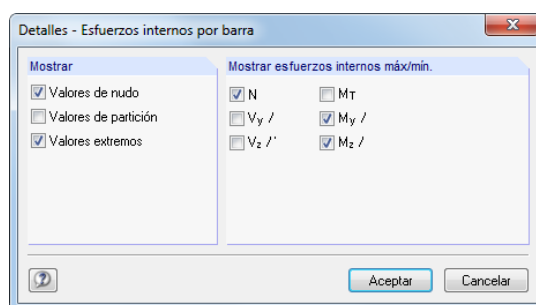 Detalles - Esfuerzos internos por barra
Mostrar
Valores de nudo
Valores de partición
Valores extremos
Mostrar esfuerzos internos máx/mín.
N
MT
Vy /
My /
Vz /'
Mz /
Aceptar
Cancelar